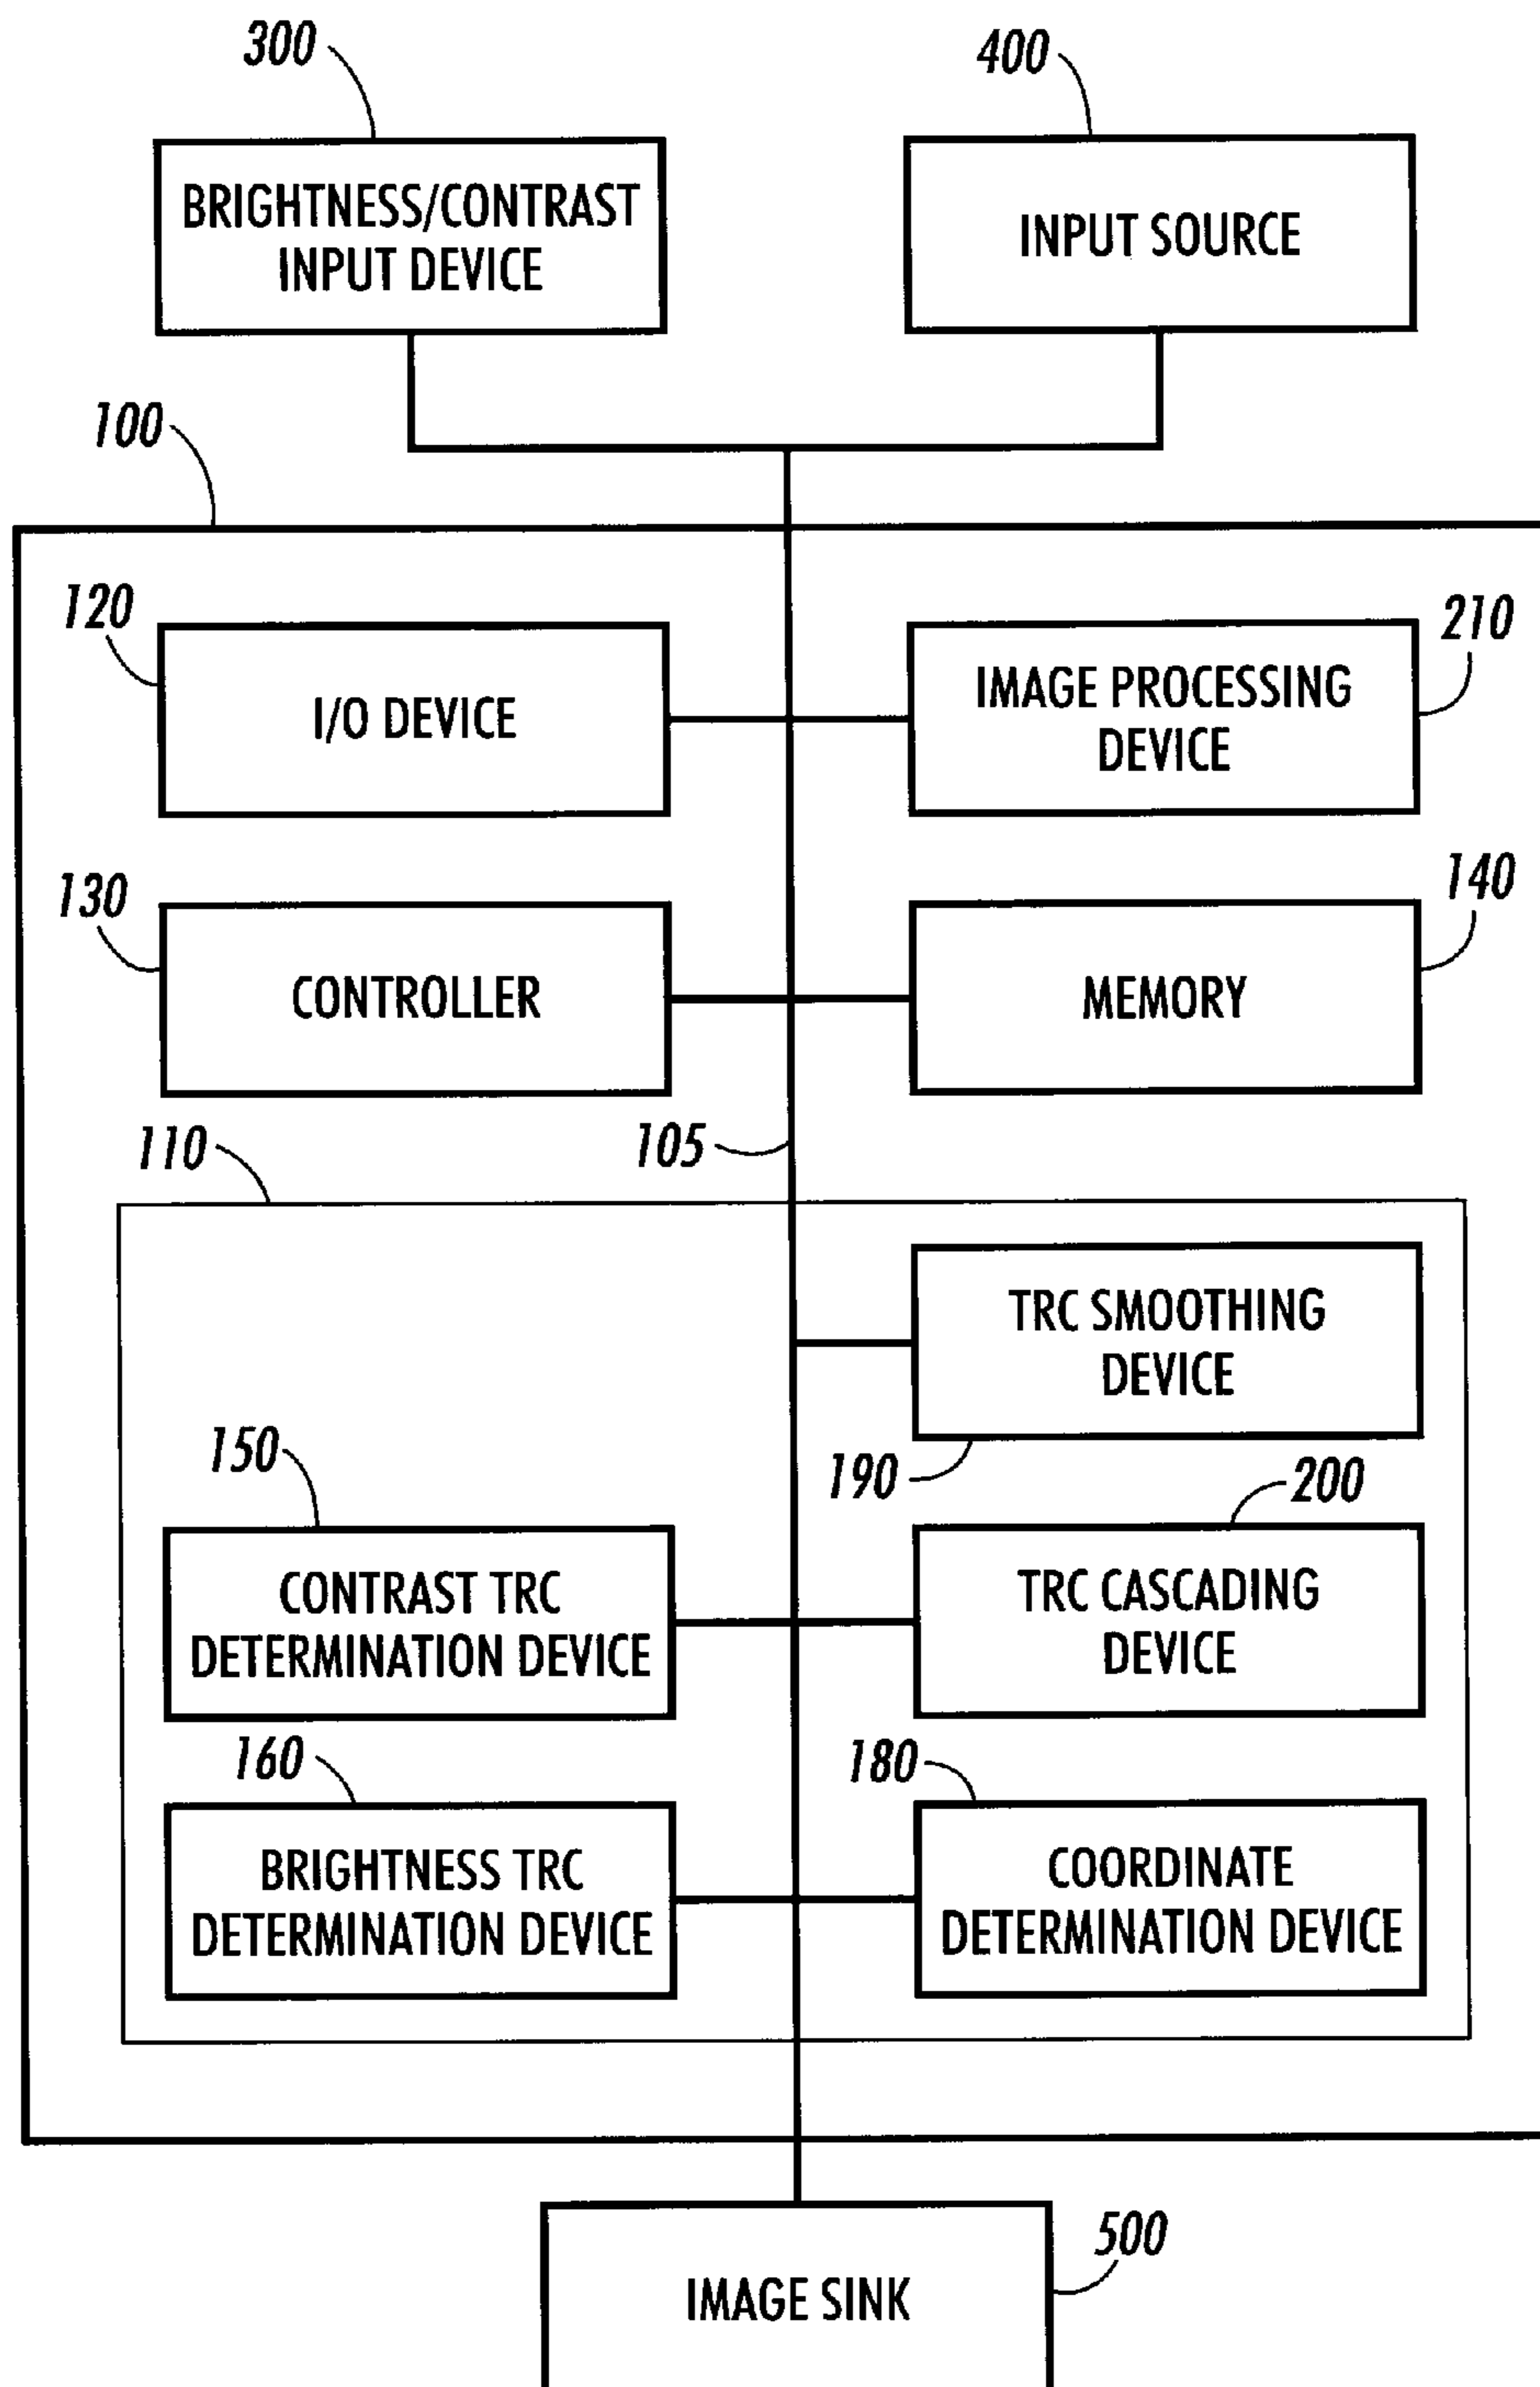 300
400
BRIGHTNESS/CONTRAST
INPUT DEVICE
INPUT SOURCE
100
120
I/O DEVICE
210
IMAGE PROCESSING
DEVICE
130
CONTROLLER
140
MEMORY
110
105
TRC SMOOTHING
DEVICE
190
150
CONTRAST TRC
DETERMINATION DEVICE
200
TRC CASCADING
DEVICE
160
BRIGHTNESS TRC
DETERMINATION DEVICE
180
COORDINATE
DETERMINATION DEVICE
500
IMAGE SINK